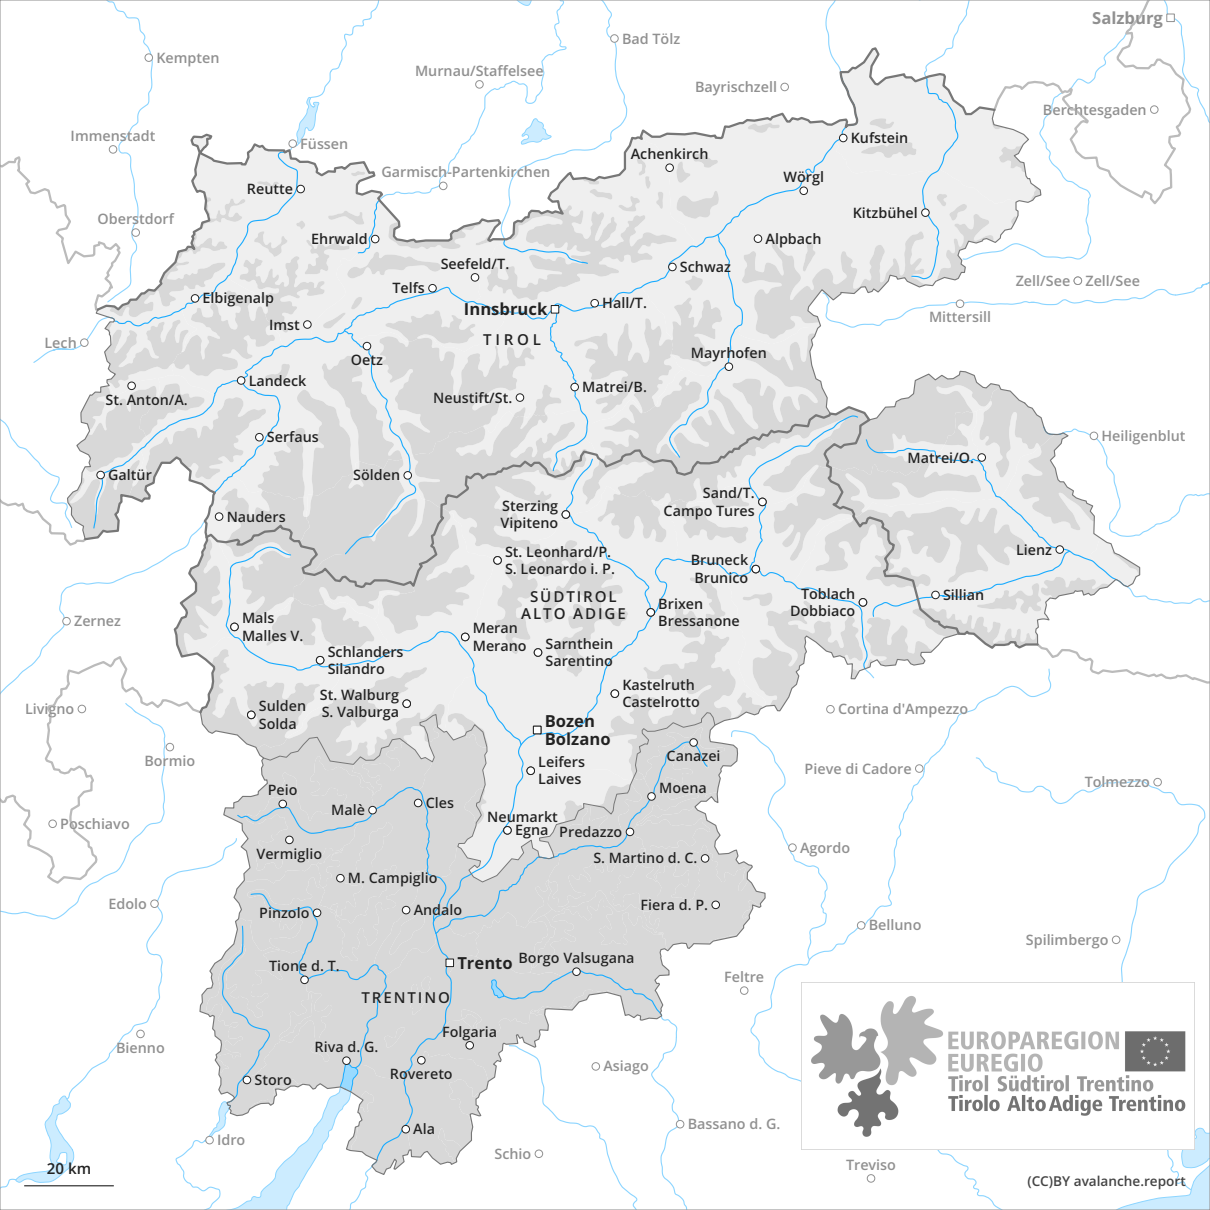 Salzburg
Bad Tölz
Kempten
Murnau/Staffelsee
Bayrischzell
Berchtesgaden
Immenstadt
Füssen
Kufstein
Achenkirch
Garmisch-Partenkirchen
Wörgl
Reutte
Oberstdorf
Kitzbühel
Ehrwald
Alpbach
Seefeld/T.
Schwaz
Zell/See
Zell/See
Telfs
Elbigenalp
Hall/T.
Innsbruck
Mittersill
Imst
TIROL
Lech
Mayrhofen
Oetz
Landeck
Matrei/B.
St. Anton/A.
Neustift/St.
Serfaus
Heiligenblut
Matrei/O.
Galtür
Sölden
Sand/T.
Campo Tures
Sterzing
Vipiteno
Nauders
Lienz
St. Leonhard/P.
S. Leonardo i. P.
Bruneck
Brunico
SÜDTIROL
ALTO ADIGE
Toblach
Dobbiaco
Sillian
Brixen
Bressanone
Zernez
Mals
Malles V.
Meran
Merano
Sarnthein
Sarentino
Schlanders
Silandro
Kastelruth
Castelrotto
St. Walburg
S. Valburga
Sulden
Solda
Livigno
Cortina d'Ampezzo
Bozen
Bolzano
Canazei
Bormio
Leifers
Laives
Pieve di Cadore
Tolmezzo
Peio
Moena
Malè
Cles
Neumarkt
Egna
Predazzo
Poschiavo
Agordo
Vermiglio
S. Martino d. C.
M. Campiglio
Edolo
Fiera d. P.
Pinzolo
Andalo
Belluno
Spilimbergo
Trento
Borgo Valsugana
Tione d. T.
Feltre
TRENTINO
Folgaria
Bienno
Riva d. G.
Rovereto
Asiago
Storo
EUROPAREGION
EUREGIO
Tirol Südtirol Trentino
Tirolo Alto Adige Trentino
Bassano d. G.
Ala
Idro
Schio
Treviso
20 km
(CC)BY avalanche.report